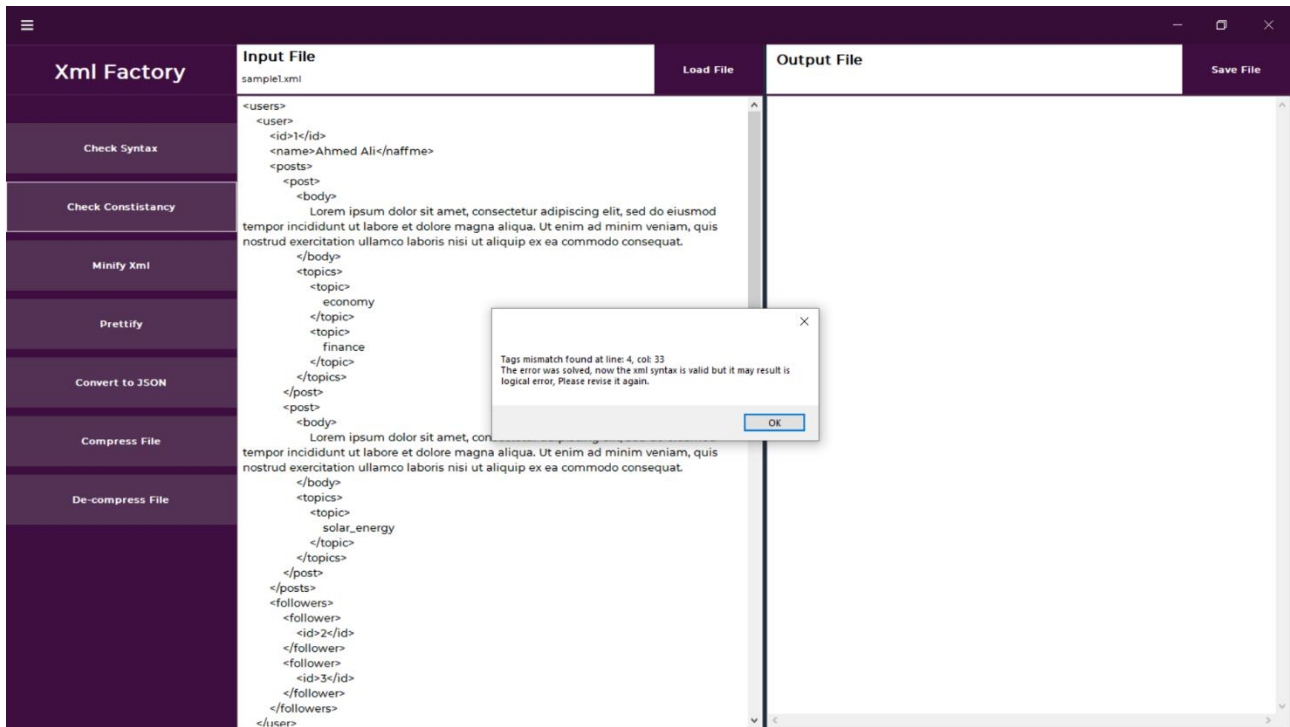 Xml Factory
Check Syntax
Check Constistancy
Minify Xml
Prettify
Convert to JSON
Compress File
De-compress File
Input File
sample1.xml
Load File
<users>
<user>
<id>1</id>
<name>Ahmed Ali</naffme>
<posts>
<post>
<body>
Lorem ipsum dolor sit amet, consectetur adipiscing elit, sed do eiusmod
tempor incididunt ut labore et dolore magna aliqua. Ut enim ad minim veniam, quis
nostrud exercitation ullamco laboris nisi ut aliquip ex ea commodo consequat.
</body>
<topics>
<topic>
economy
</topic>
<topic>
finance
</topic>
</topics>
</post>
<post>
<body>
Lorem ipsum dolor sit amet,
tempor incididunt ut labore et dolore magna aliqua. Ut enim ad minim veniam, quis
nostrud exercitation ullamco laboris nisi ut aliquip ex ea commodo consequat.
</body>
<topics>
<topic>
solar_energy
</topic>
</topics>
</post>
</posts>
<followers>
<follower>
<id>2</id>
</follower>
<follower>
<id>3</id>
</follower>
</followers>
</user>
Output File
Save File
Tags mismatch found at line: 4, col: 33
The error was solved, now the xml syntax is valid but it may result is
logical error, Please revise it again.
OK